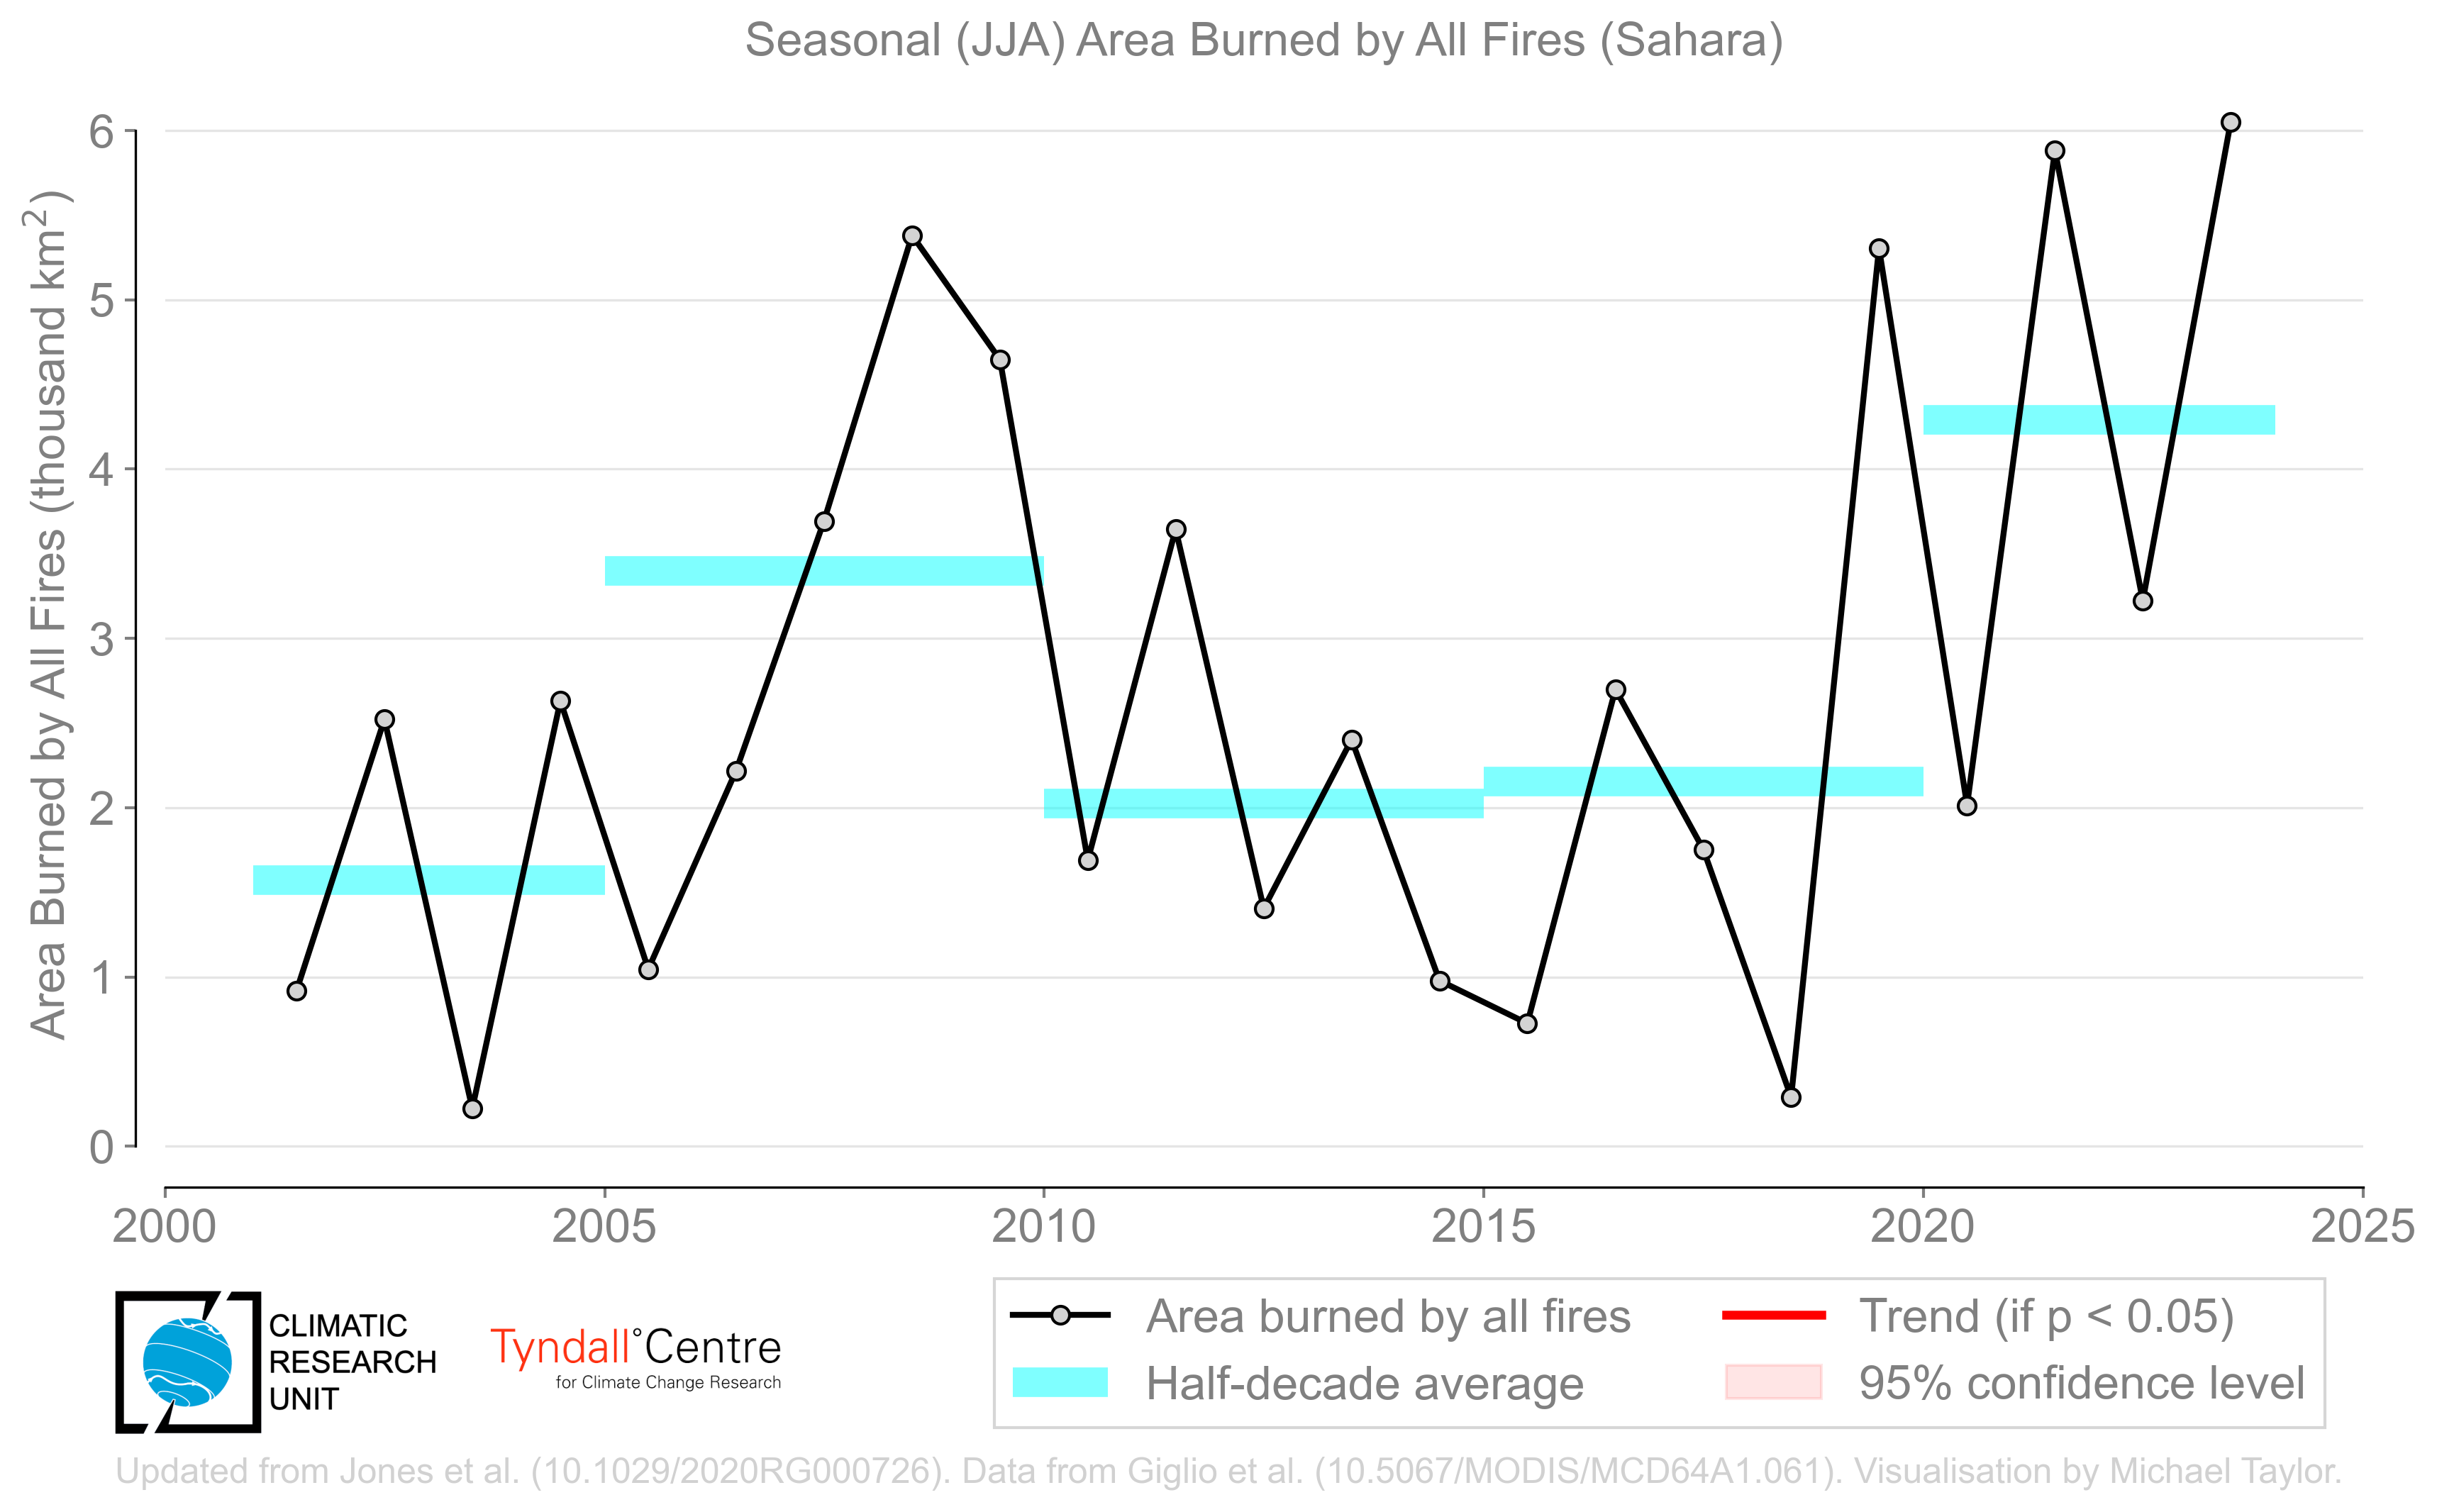 Seasonal (JJA) Area Burned by All Fires (Sahara)
Area Burned by All Fires (thousand km²)
6
5
4
3
2
1
0
2000 2005 2010 2015 2020 2025
CLIMATIC
RESEARCH
UNIT
Tyndall°Centre
for Climate Change Research
Area burned by all fires
Half-decade average
Trend (if p < 0.05)
95% confidence level
Updated from Jones et al. (10.1029/2020RG000726). Data from Giglio et al. (10.5067/MODIS/MCD64A1.061). Visualisation by Michael Taylor.